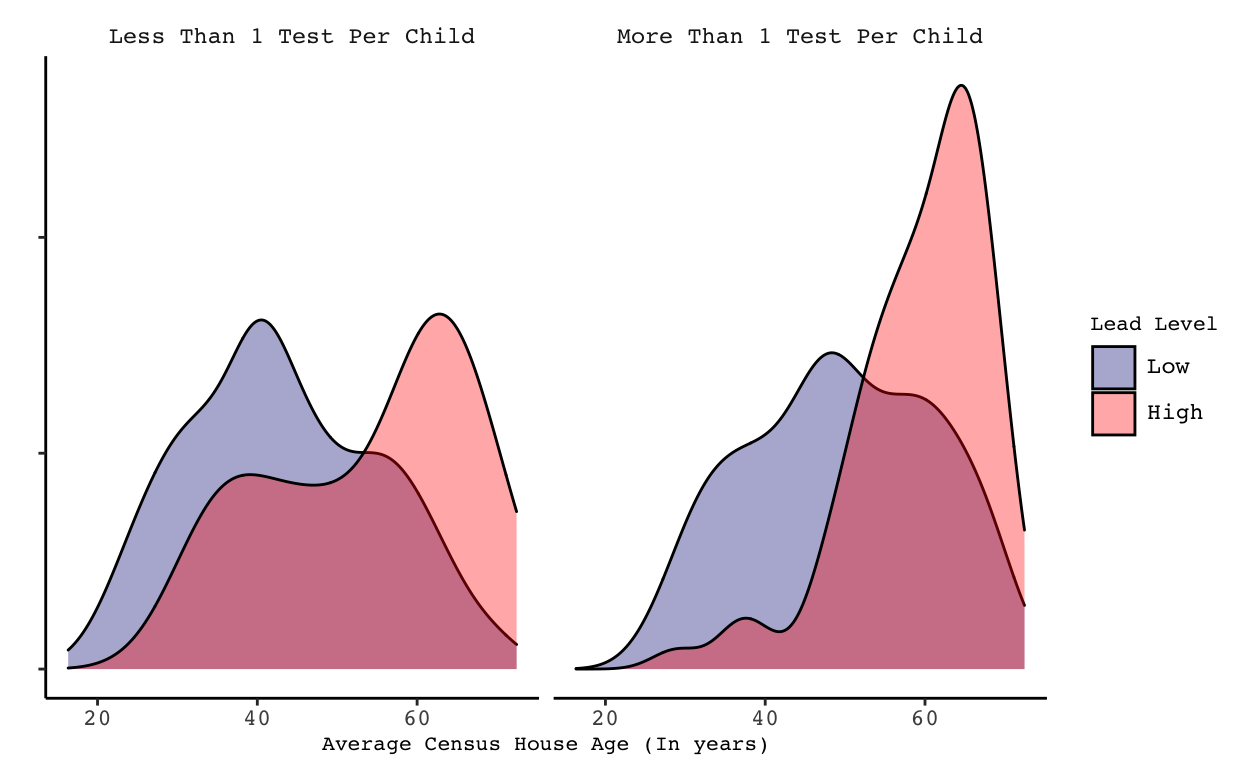 Less Than 1 Test Per Child
More Than 1 Test Per Child
Lead Level
Low
High
20 40 60
20 40 60
Average Census House Age (In years)